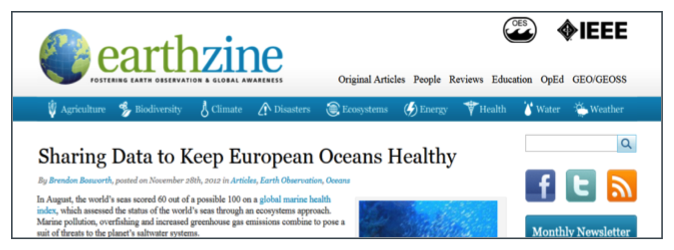 OES
IEEE
earthzine
FOSTERING EARTH OBSERVATION & GLOBAL AWARENESS
Original Articles People Reviews Education OpEd GEO/GEOSS
Agriculture Biodiversity Climate Disasters Ecosystems Energy Health Water Weather
Sharing Data to Keep European Oceans Healthy
By Brendon Bosworth, posted on November 28th, 2012 in Articles, Earth Observation, Oceans
In August, the world's seas scored 60 out of a possible 100 on a global marine health
index, which assessed the status of the world's seas through an ecosystems approach.
Marine pollution, overfishing and increased greenhouse gas emissions combine to pose a
suit of threats to the planet's saltwater systems.
Monthly Newsletter